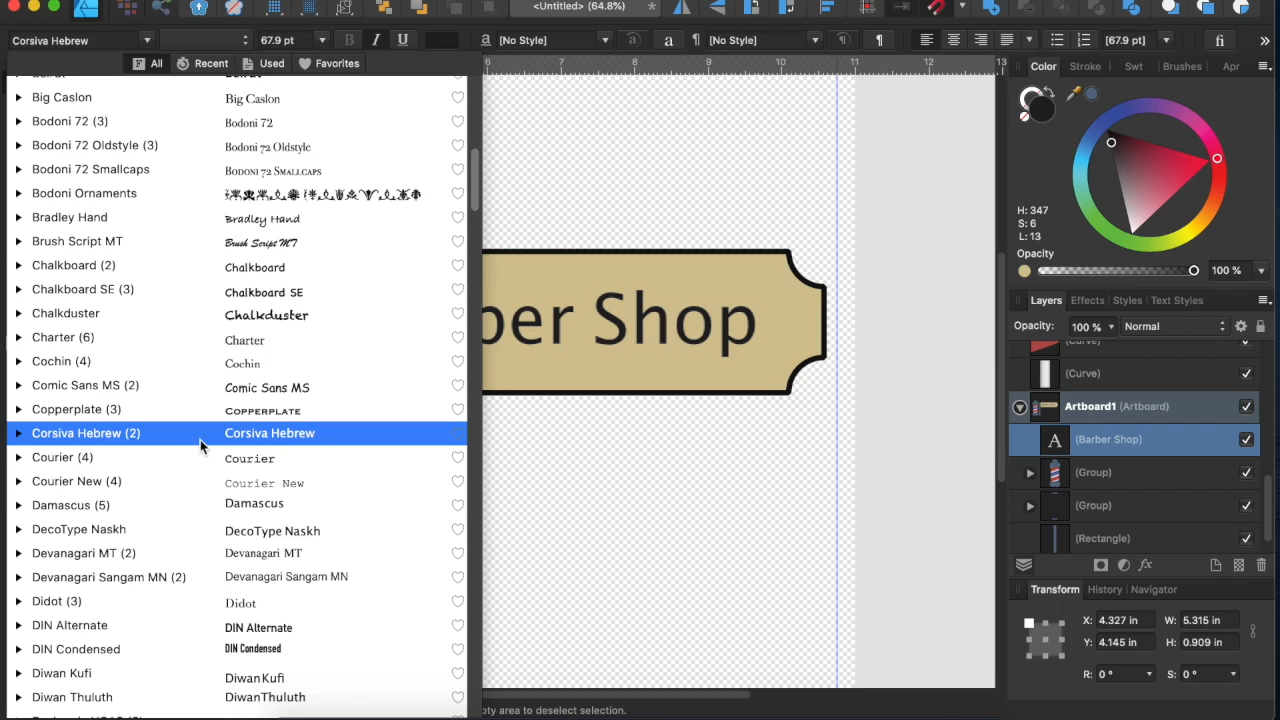 <Untitled> (64.8%)
*
Corsiva Hebrew
67.9 pt
B
I
U
a
[No Style]
a
a
¶
[No Style]
¶
¶
[67.9 pt]
fi
»
All
Recent
Used
Favorites
Big Caslon
Big Caslon
Bodoni 72 (3)
Bodoni 72
Bodoni 72 Oldstyle (3)
Bodoni 72 Oldstyle
Bodoni 72 Smallcaps
Bodoni 72 Smallcaps
Bodoni Ornaments
Bradley Hand
Bradley Hand
Brush Script MT
Brush Script MT
Chalkboard (2)
Chalkboard
Chalkboard SE (3)
Chalkboard SE
Chalkduster
Chalkduster
Charter (6)
Charter
Cochin (4)
Cochin
Comic Sans MS (2)
Comic Sans MS
Copperplate (3)
Copperplate
Corsiva Hebrew (2)
Corsiva Hebrew
Courier (4)
Courier
Courier New (4)
Courier New
Damascus (5)
Damascus
DecoType Naskh
DecoType Naskh
Devanagari MT (2)
Devanagari MT
Devanagari Sangam MN (2)
Devanagari Sangam MN
Didot (3)
Didot
DIN Alternate
DIN Alternate
DIN Condensed
DIN Condensed
Diwan Kufi
Diwan Kufi
Diwan Thuluth
Diwan Thuluth
6 7 8 9 10 11 12 13
ber Shop
pty area to deselect selection.
Color
Stroke
Swt
Brushes
Apr
H: 347
S: 6
L: 13
Opacity
100 %
Layers
Effects
Styles
Text Styles
Opacity:
100 %
Normal
(Curve)
(Curve)
Artboard1 (Artboard)
A
(Barber Shop)
(Group)
(Group)
(Rectangle)
fx
Transform
History
Navigator
X: 4.327 in
W: 5.315 in
Y: 4.145 in
H: 0.909 in
R: 0 °
S: 0 °